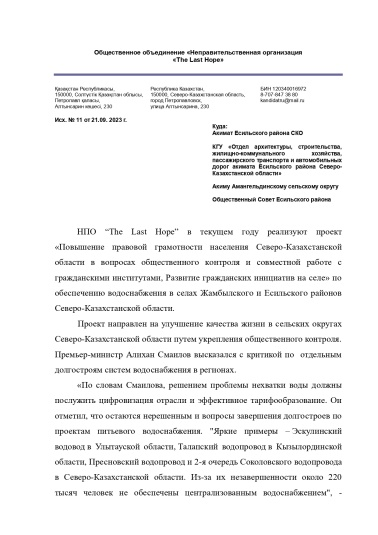 Общественное объединение «Неправительственная организация
«The Last Hope»
Қазақстан Республикасы,
150000, Солтүстік Қазақстан облысы,
Петропавл қаласы,
Алтынсарин көшесі, 230
Республика Казахстан,
150000, Северо-Казахстанская область,
город Петропавловск,
улица Алтынсарина, 230
БИН 120340016972
8-707 847 38 80
kandidattru@mail.ru
Исх. № 11 от 21.09. 2023 г.
Куда:
Акимат Есильского района СКО
КГУ «Отдел архитектуры, строительства,
жилищно-коммунального хозяйства,
пассажирского транспорта и автомобильных
дорог акимата Есильского района Северо-
Казахстанской области»
Акиму Амангельдинскому сельскому округу
Общественный Совет Есильского района
НПО “The Last Hope” в текущем году реализуют проект
«Повышение правовой грамотности населения Северо-Казахстанской
области в вопросах общественного контроля и совместной работе с
гражданскими институтами, Развитие гражданских инициатив на селе» по
обеспечению водоснабжения в селах Жамбылского и Есильского районов
Северо-Казахстанской области.
Проект направлен на улучшение качества жизни в сельских округах
Северо-Казахстанской области путем укрепления общественного контроля.
Премьер-министр Алихан Смаилов высказался с критикой по отдельным
долгостроям систем водоснабжения в регионах.
«По словам Смаилова, решением проблемы нехватки воды должны
послужить цифровизация отрасли и эффективное тарифообразование. Он
отметил, что остаются нерешенным и вопросы завершения долгостроев по
проектам питьевого водоснабжения. "Яркие примеры – Эскулинский
водовод в Улытауской области, Талапский водопровод в Кызылординской
области, Пресновский водопровод и 2-я очередь Соколовского водопровода
в Северо-Казахстанской области. Из-за их незавершенности около 220
тысяч человек не обеспечены централизованным водоснабжением", -